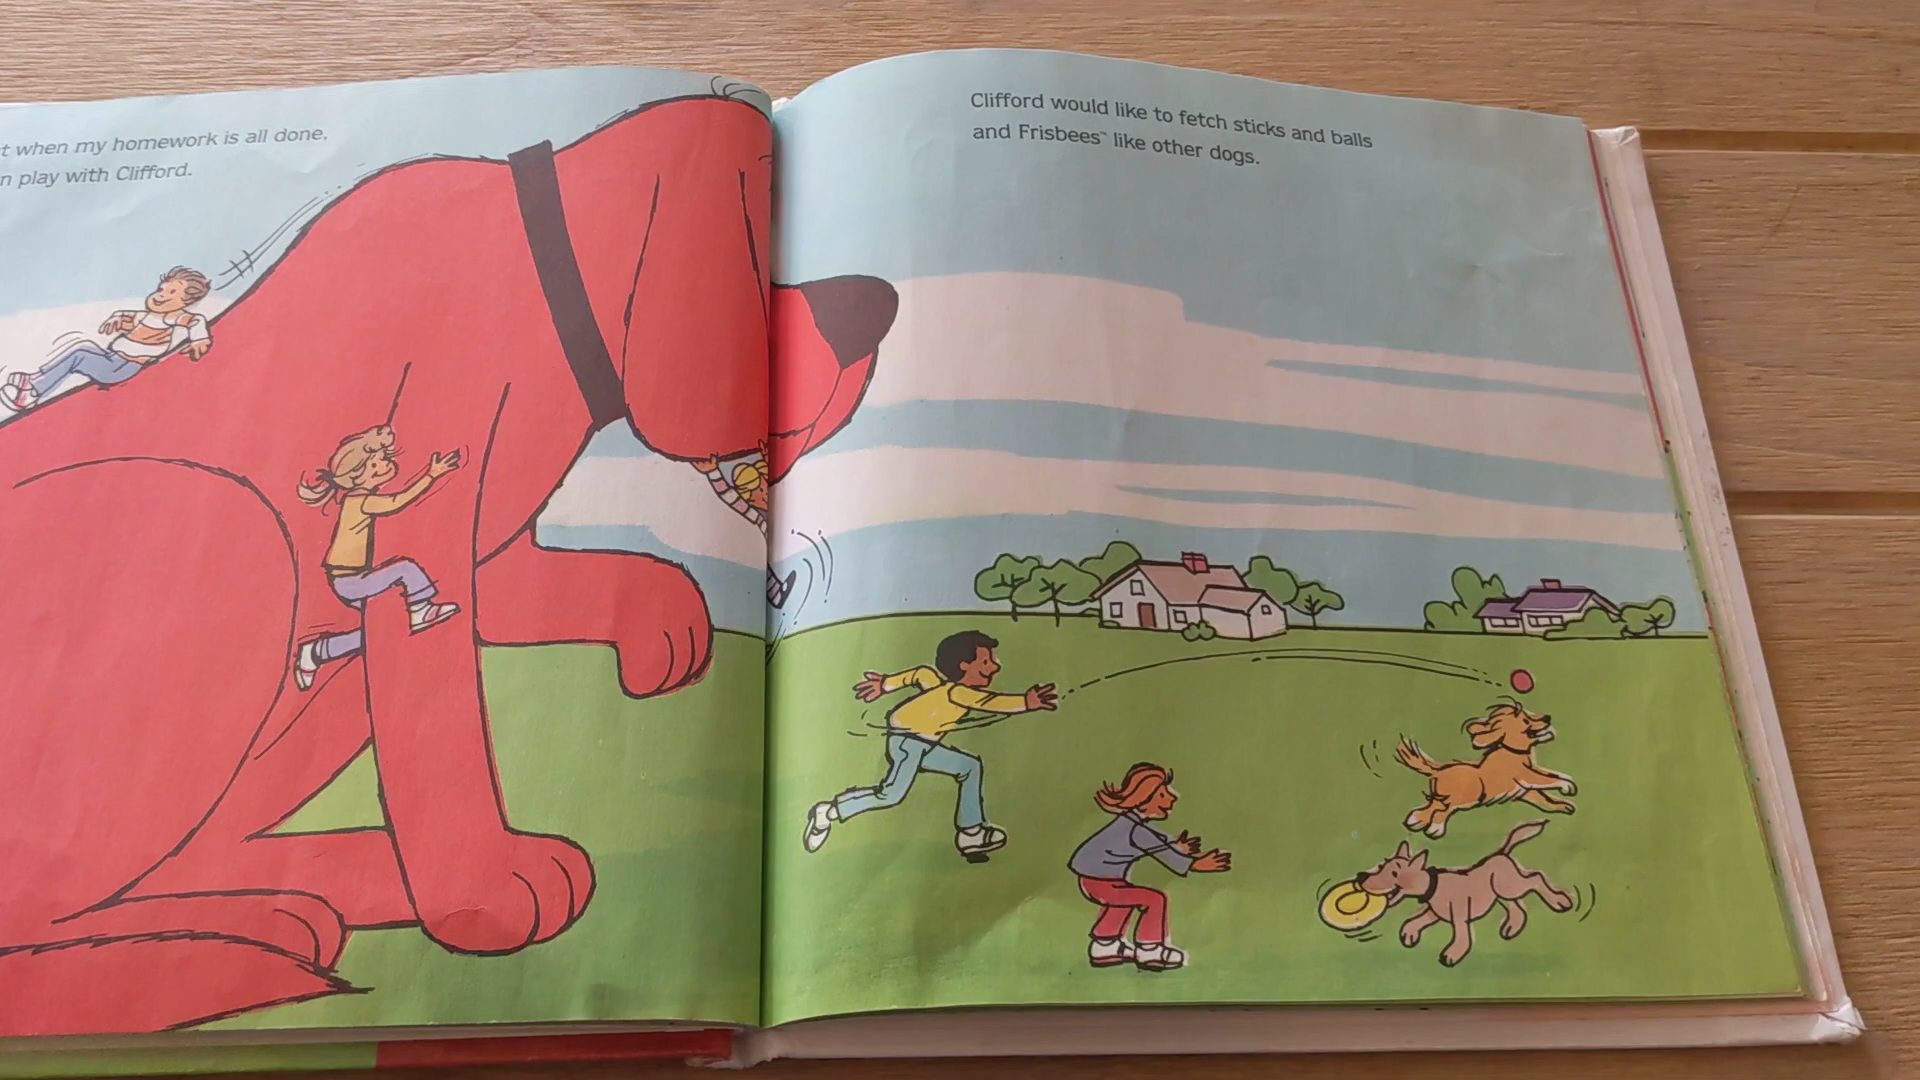 when my homework is all done,
play with Clifford.
Clifford would like to fetch sticks and balls
and Frisbees™ like other dogs.